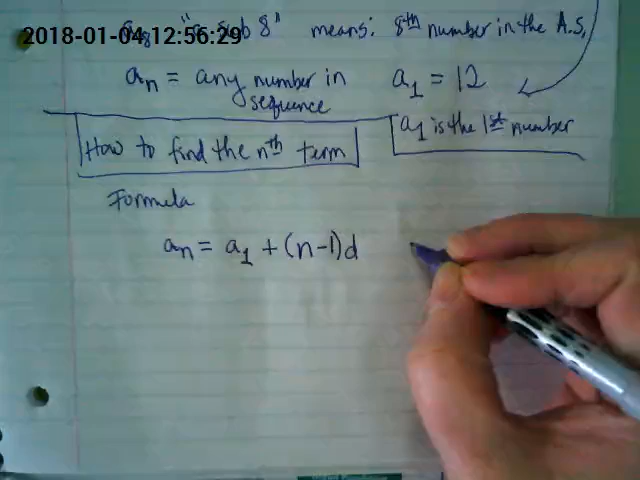 2018-01-04 12:56:29
a8 "a sub 8" means: 8th number in the A.S.
an = any number in sequence
a1 = 12
a1 is the 1st number
How to find the nth term
Formula
an = a1 + (n-1)d